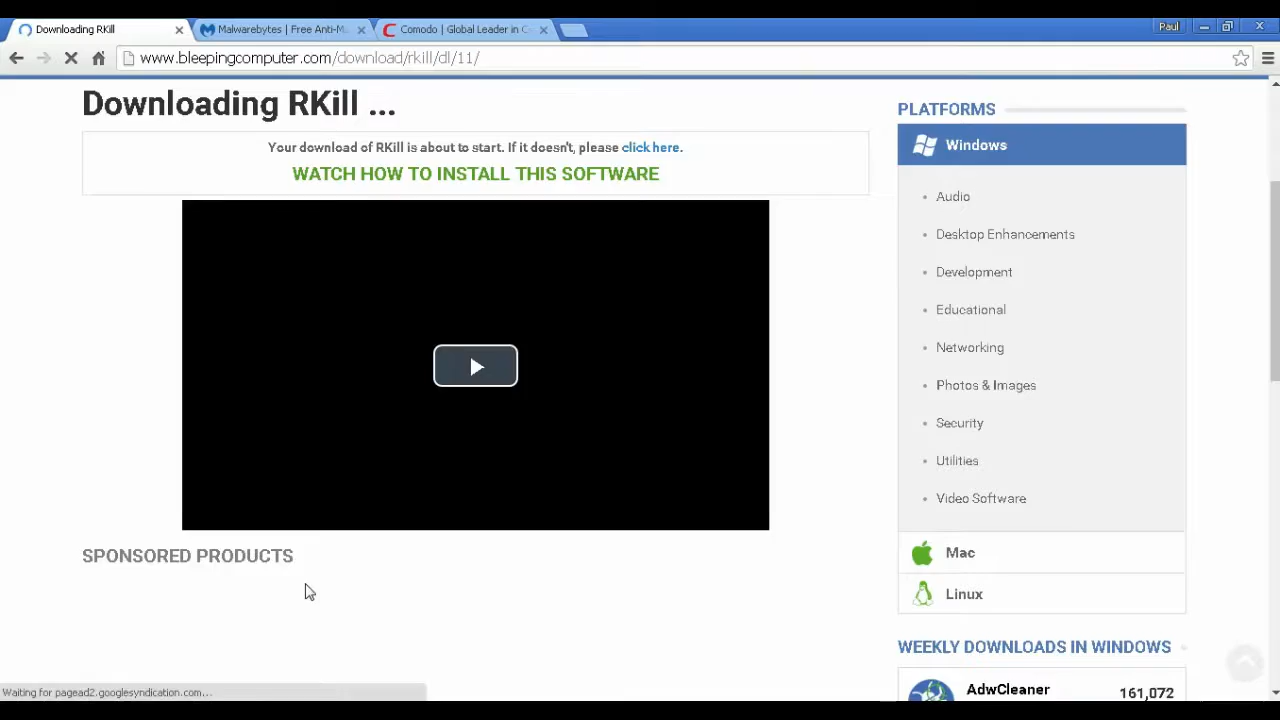 Downloading RKill
Malwarebytes | Free Anti-M
Comodo | Global Leader in C
Paul
www.bleepingcomputer.com/download/rkill/dl/11/
Downloading RKill ...
Your download of RKill is about to start. If it doesn't, please click here.
WATCH HOW TO INSTALL THIS SOFTWARE
SPONSORED PRODUCTS
PLATFORMS
Windows
Audio
Desktop Enhancements
Development
Educational
Networking
Photos & Images
Security
Utilities
Video Software
Mac
Linux
WEEKLY DOWNLOADS IN WINDOWS
AdwCleaner 161,072
Waiting for pagead2.googlesyndication.com...